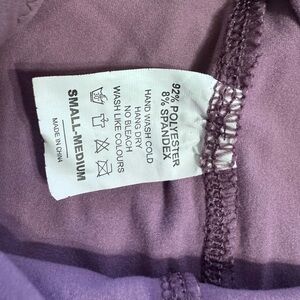 92% POLYESTER
8% SPANDEX
HAND WASH COLD
HANG DRY
NO BLEACH
WASH LIKE COLOURS
SMALL-MEDIUM
MADE IN CHINA